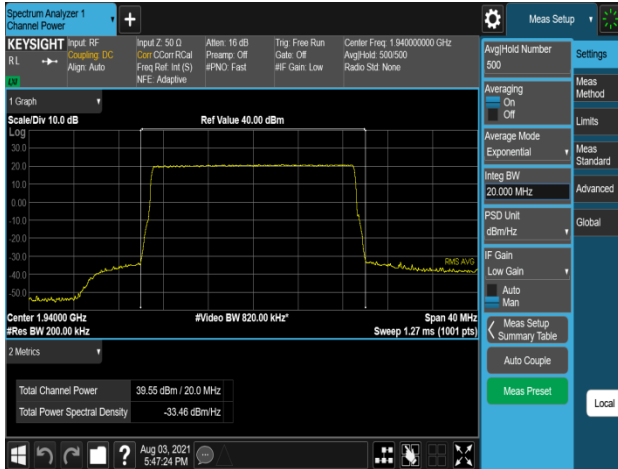 Spectrum Analyzer 1
Channel Power
+
Meas Setup
KEYSIGHT
RL
LV
Input: RF
Coupling: DC
Align: Auto
Input Z: 50 Ω
Corr CCorr RCal
Freq Ref: Int (S)
NFE: Adaptive
Atten: 16 dB
Preamp: Off
#PNO: Fast
Trig: Free Run
Gate: Off
#IF Gain: Low
Center Freq: 1.940000000 GHz
Avg|Hold: 500/500
Radio Std: None
1 Graph
Scale/Div 10.0 dB
Ref Value 40.00 dBm
Log
30.0
20.0
10.0
0.00
-10.0
-20.0
-30.0
-40.0
-50.0
RMS AVG
Center 1.94000 GHz
#Video BW 820.00 kHz*
Span 40 MHz
#Res BW 200.00 kHz
Sweep 1.27 ms (1001 pts)
2 Metrics
Total Channel Power 39.55 dBm / 20.0 MHz
Total Power Spectral Density -33.46 dBm/Hz
?
Aug 03, 2021
5:47:24 PM
Avg|Hold Number
500
Averaging
On
Off
Average Mode
Exponential
Integ BW
20.000 MHz
PSD Unit
dBm/Hz
IF Gain
Low Gain
Auto
Man
Meas Setup
Summary Table
Auto Couple
Meas Preset
Settings
Meas
Method
Limits
Meas
Standard
Advanced
Global
Local